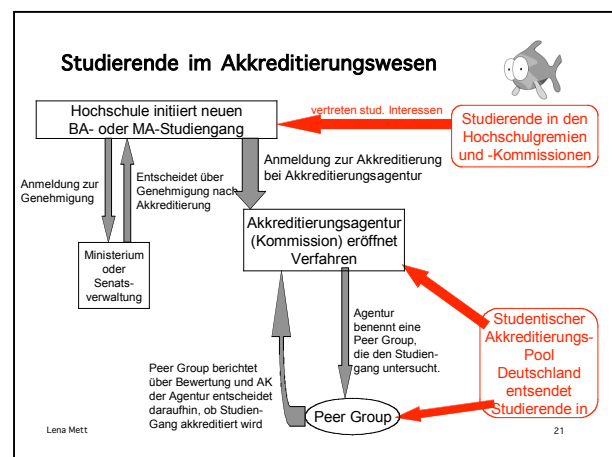 Studierende im Akkreditierungswesen
Hochschule initiiert neuen
BA- oder MA-Studiengang
vertreten stud. Interessen
Studierende in den
Hochschulgremien
und -Kommissionen
Anmeldung zur
Genehmigung
Entscheidet über
Genehmigung nach
Akkreditierung
Anmeldung zur Akkreditierung
bei Akkreditierungsagentur
Ministerium
oder
Senats-
verwaltung
Akkreditierungsagentur
(Kommission) eröffnet
Verfahren
Agentur
benennt eine
Peer Group,
die den Studien-
gang untersucht.
Studentischer
Akkreditierungs-
Pool
Deutschland
entsendet
Studierende in
Peer Group berichtet
über Bewertung und AK
der Agentur entscheidet
daraufhin, ob Studien-
Gang akkreditiert wird
Peer Group
Lena Mett
21